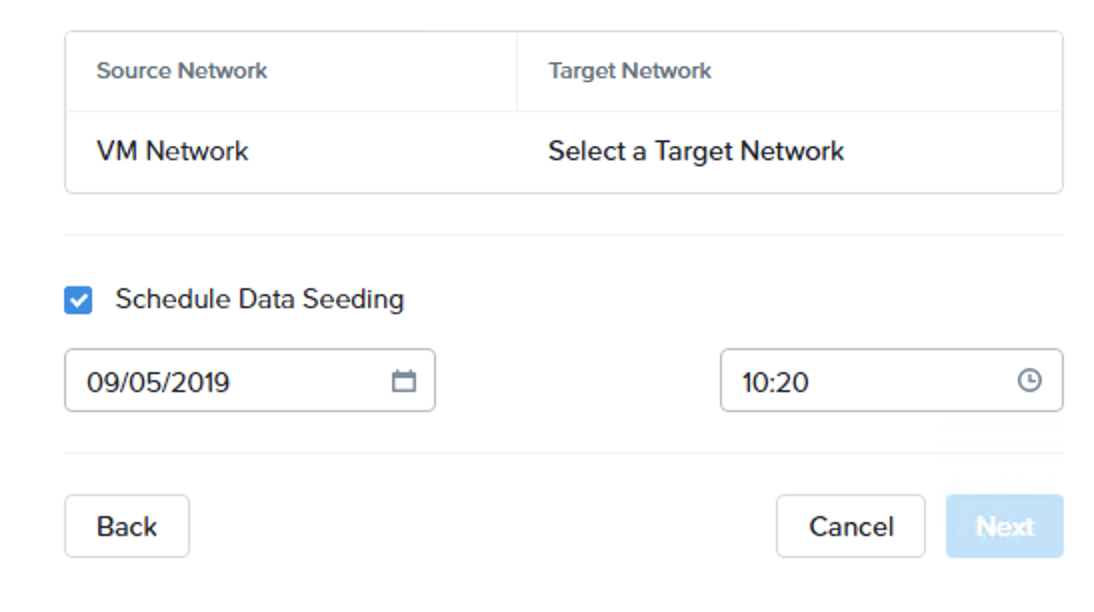 Source Network Target Network
VM Network Select a Target Network
Schedule Data Seeding
09/05/2019 10:20
Back Cancel Next